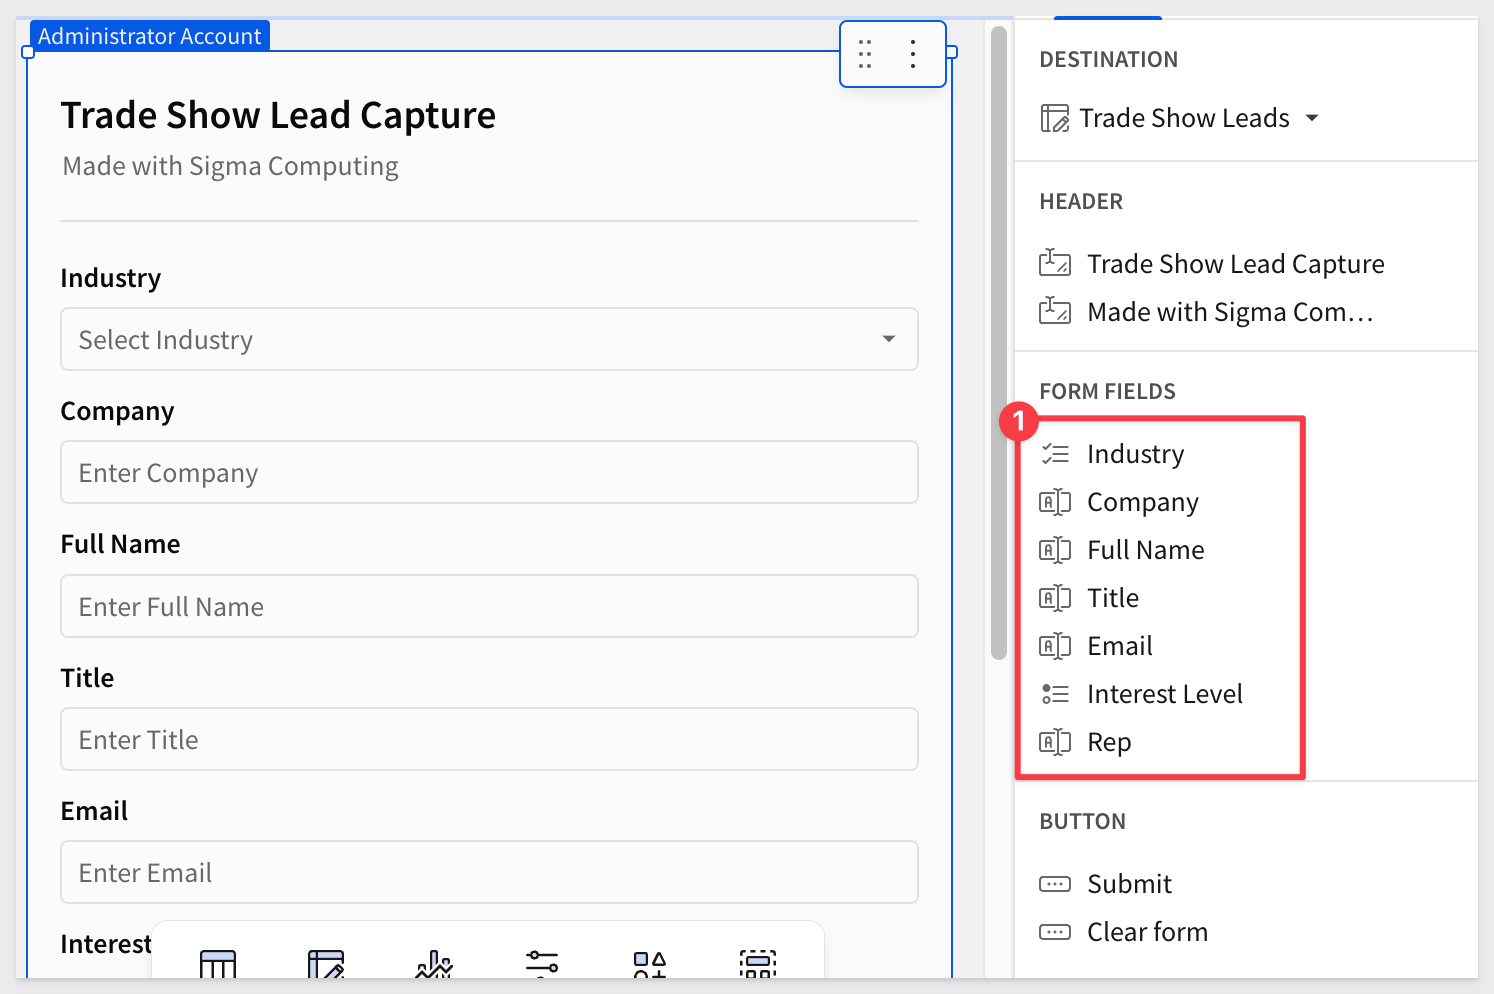 Administrator Account
Trade Show Lead Capture
Made with Sigma Computing
Industry
Select Industry
Company
Enter Company
Full Name
Enter Full Name
Title
Enter Title
Email
Enter Email
Interest
DESTINATION
Trade Show Leads
HEADER
Trade Show Lead Capture
Made with Sigma Com…
FORM FIELDS
1
Industry
Company
Full Name
Title
Email
Interest Level
Rep
BUTTON
Submit
Clear form